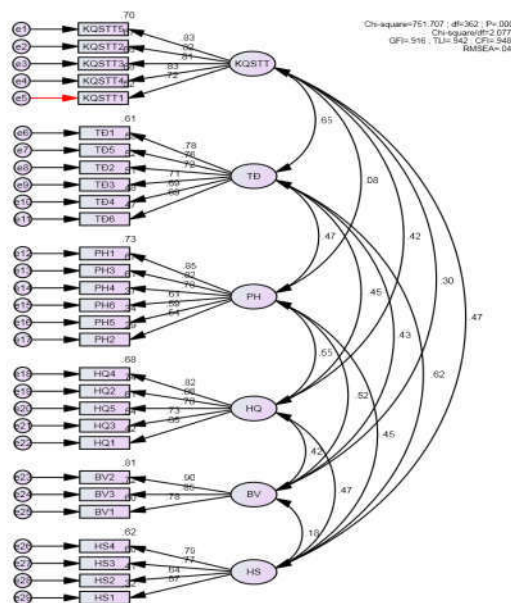 Chi-square=751.707 ; df=362 ; P=.000
Chi-square/df=2.077
GFI=.916 ; TLI=.942 ; CFI=.948
RMSEA=.04
.70
e1 KQSTT5 .83
e2 KQSTT2 .82
e3 KQSTT3 .81
e4 KQSTT4 .83
e5 KQSTT1 .72
KQSTT
.61
e6 TĐ1 .78
e7 TĐ5 .76
e8 TĐ2 .72
e9 TĐ3 .71
e10 TĐ4 .69
e11 TĐ6
TĐ
.73
e12 PH1 .85
e13 PH3 .82
e14 PH4 .78
e15 PH6 .61
e16 PH5 .59
e17 PH2 .54
PH
.68
e18 HQ4 .82
e19 HQ2
e20 HQ5 .78
e21 HQ3 .73
e22 HQ1
HQ
.81
e23 BV2 .90
e24 BV3
e25 BV1 .78
BV
.62
e26 HS4 .79
e27 HS3 .77
e28 HS2 .64
e29 HS1 .57
HS
.65
.08
.47
.42
.30
.47
.45
.43
.62
.55
.52
.45
.42
.47
.18